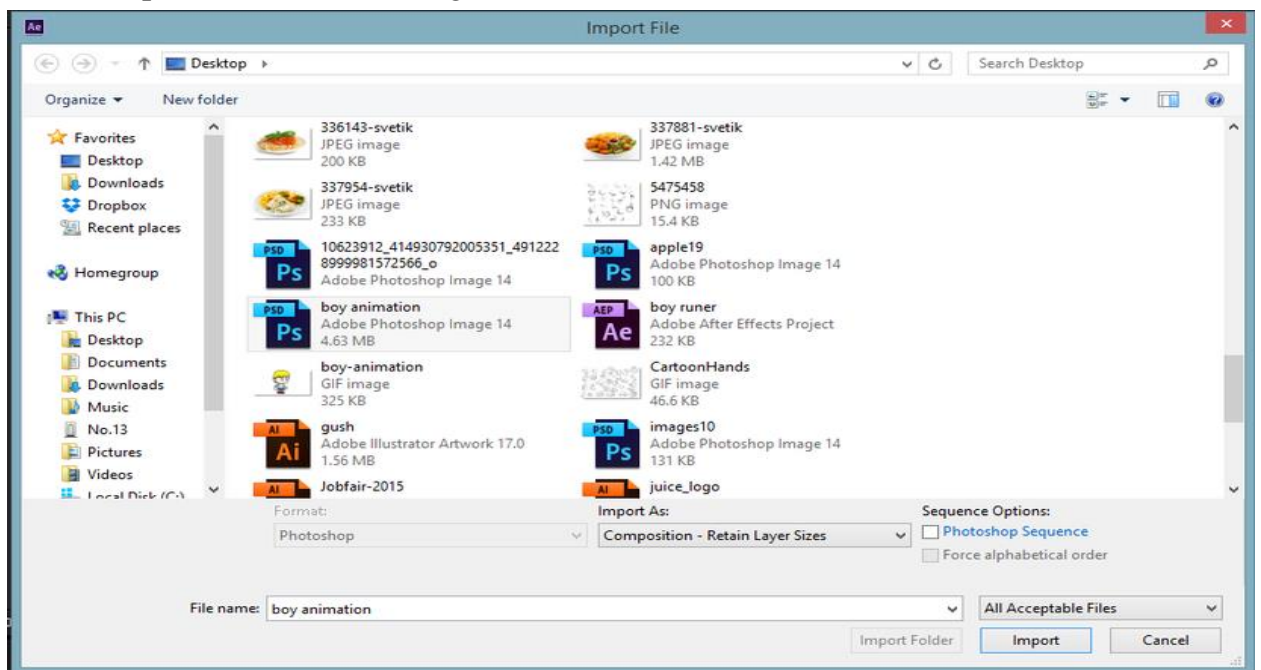 Ae
Import File
Desktop
Search Desktop
Organize
New folder
Favorites
Desktop
Downloads
Dropbox
Recent places
Homegroup
This PC
Desktop
Documents
Downloads
Music
No.13
Pictures
Videos
Local Disk (C:)
336143-svetik
JPEG image
200 KB
337881-svetik
JPEG image
1.42 MB
337954-svetik
JPEG image
233 KB
5475458
PNG image
15.4 KB
PSD
Ps
10623912_414930792005351_491222
8999981572566_o
Adobe Photoshop Image 14
PSD
Ps
apple19
Adobe Photoshop Image 14
100 KB
PSD
Ps
boy animation
Adobe Photoshop Image 14
4.63 MB
AEP
Ae
boy runer
Adobe After Effects Project
232 KB
boy-animation
GIF image
325 KB
CartoonHands
GIF image
46.6 KB
AI
Ai
gush
Adobe Illustrator Artwork 17.0
1.56 MB
PSD
Ps
images10
Adobe Photoshop Image 14
131 KB
AI
Jobfair-2015
AI
juice_logo
Format:
Photoshop
Import As:
Composition - Retain Layer Sizes
Sequence Options:
Photoshop Sequence
Force alphabetical order
File name:
boy animation
All Acceptable Files
Import Folder
Import
Cancel